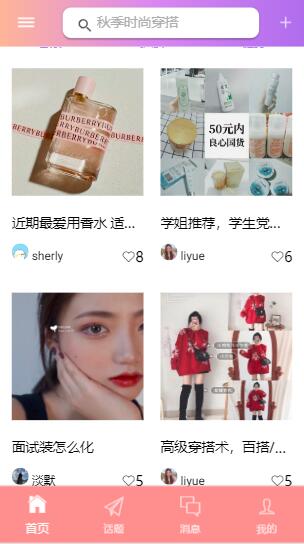 秋季时尚穿搭
BURBERRY BURBERRY BURBERRY
50元内
良心国货
近期最爱用香水 适...
学姐推荐，学生党...
sherly
8
liyue
6
面试装怎么化
高级穿搭术，百搭/...
淡默
5
liyue
5
首页
话题
消息
我的